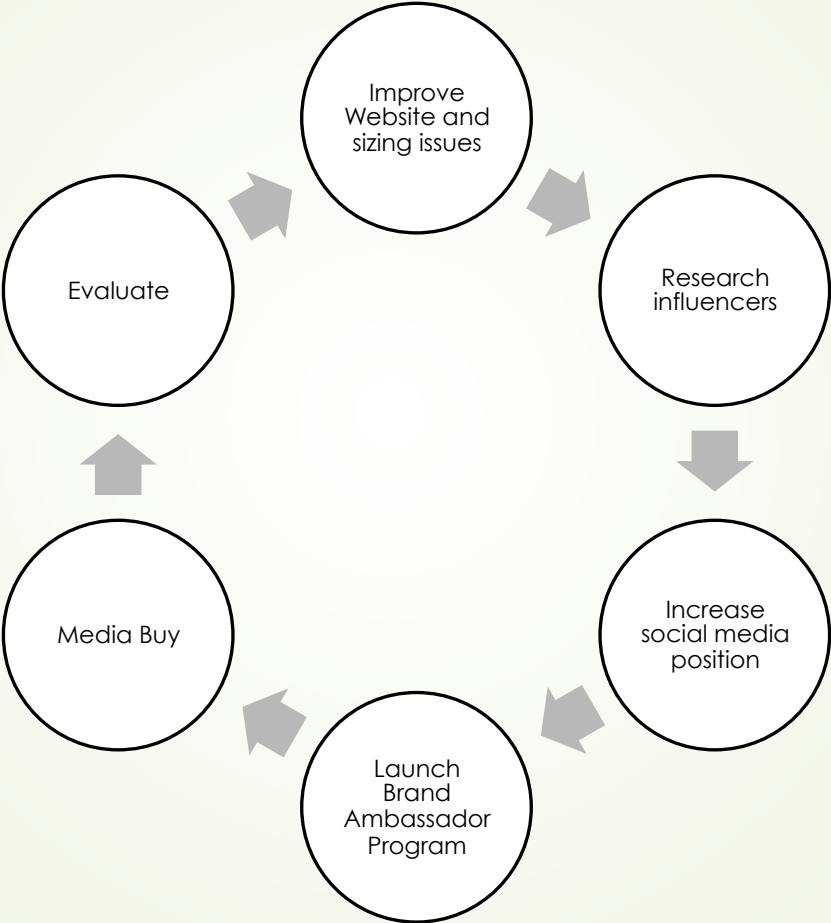 Improve
Website and
sizing issues
Research
influencers
Increase
social media
position
Launch
Brand
Ambassador
Program
Media Buy
Evaluate